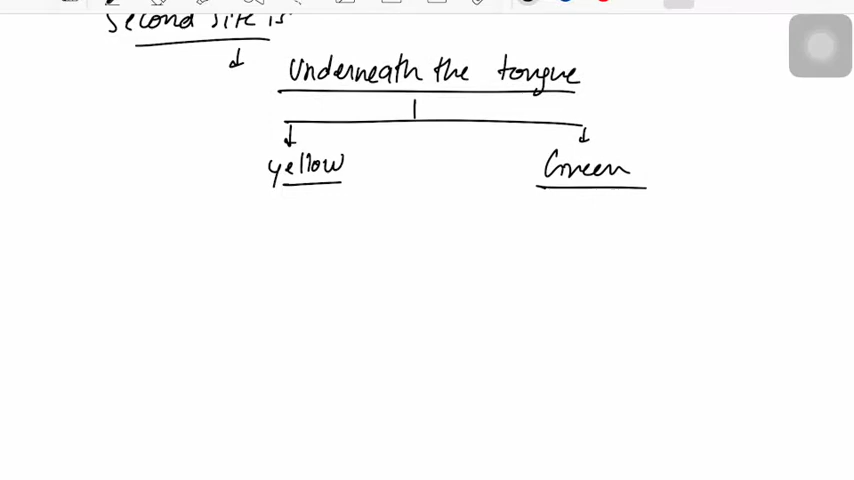 Second site is
Underneath the tongue
yellow
Green